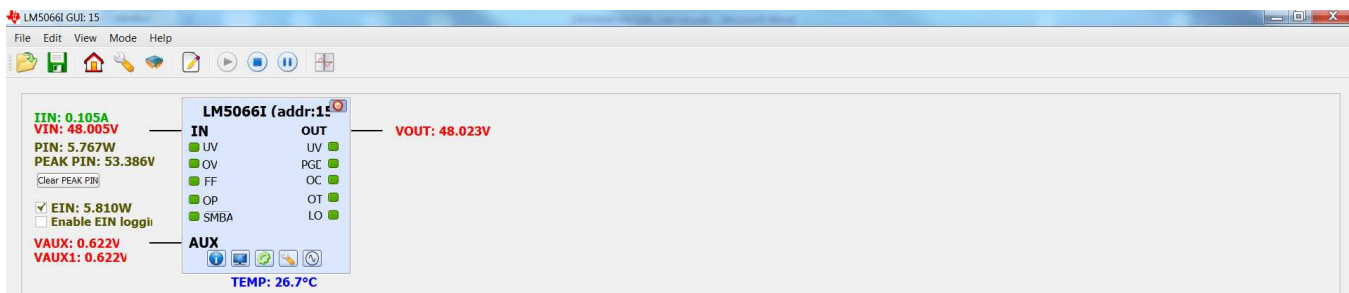 LM5066I GUI: 15
File Edit View Mode Help
LM5066I (addr:15
IIN: 0.105A
VIN: 48.005V
IN OUT
VOUT: 48.023V
PIN: 5.767W
PEAK PIN: 53.386W
Clear PEAK PIN
EIN: 5.810W
Enable EIN loggin
UV UV
OV PGD
FF OC
OP OT
SMBA LO
VAUX: 0.622V
VAUX1: 0.622V
AUX
TEMP: 26.7°C